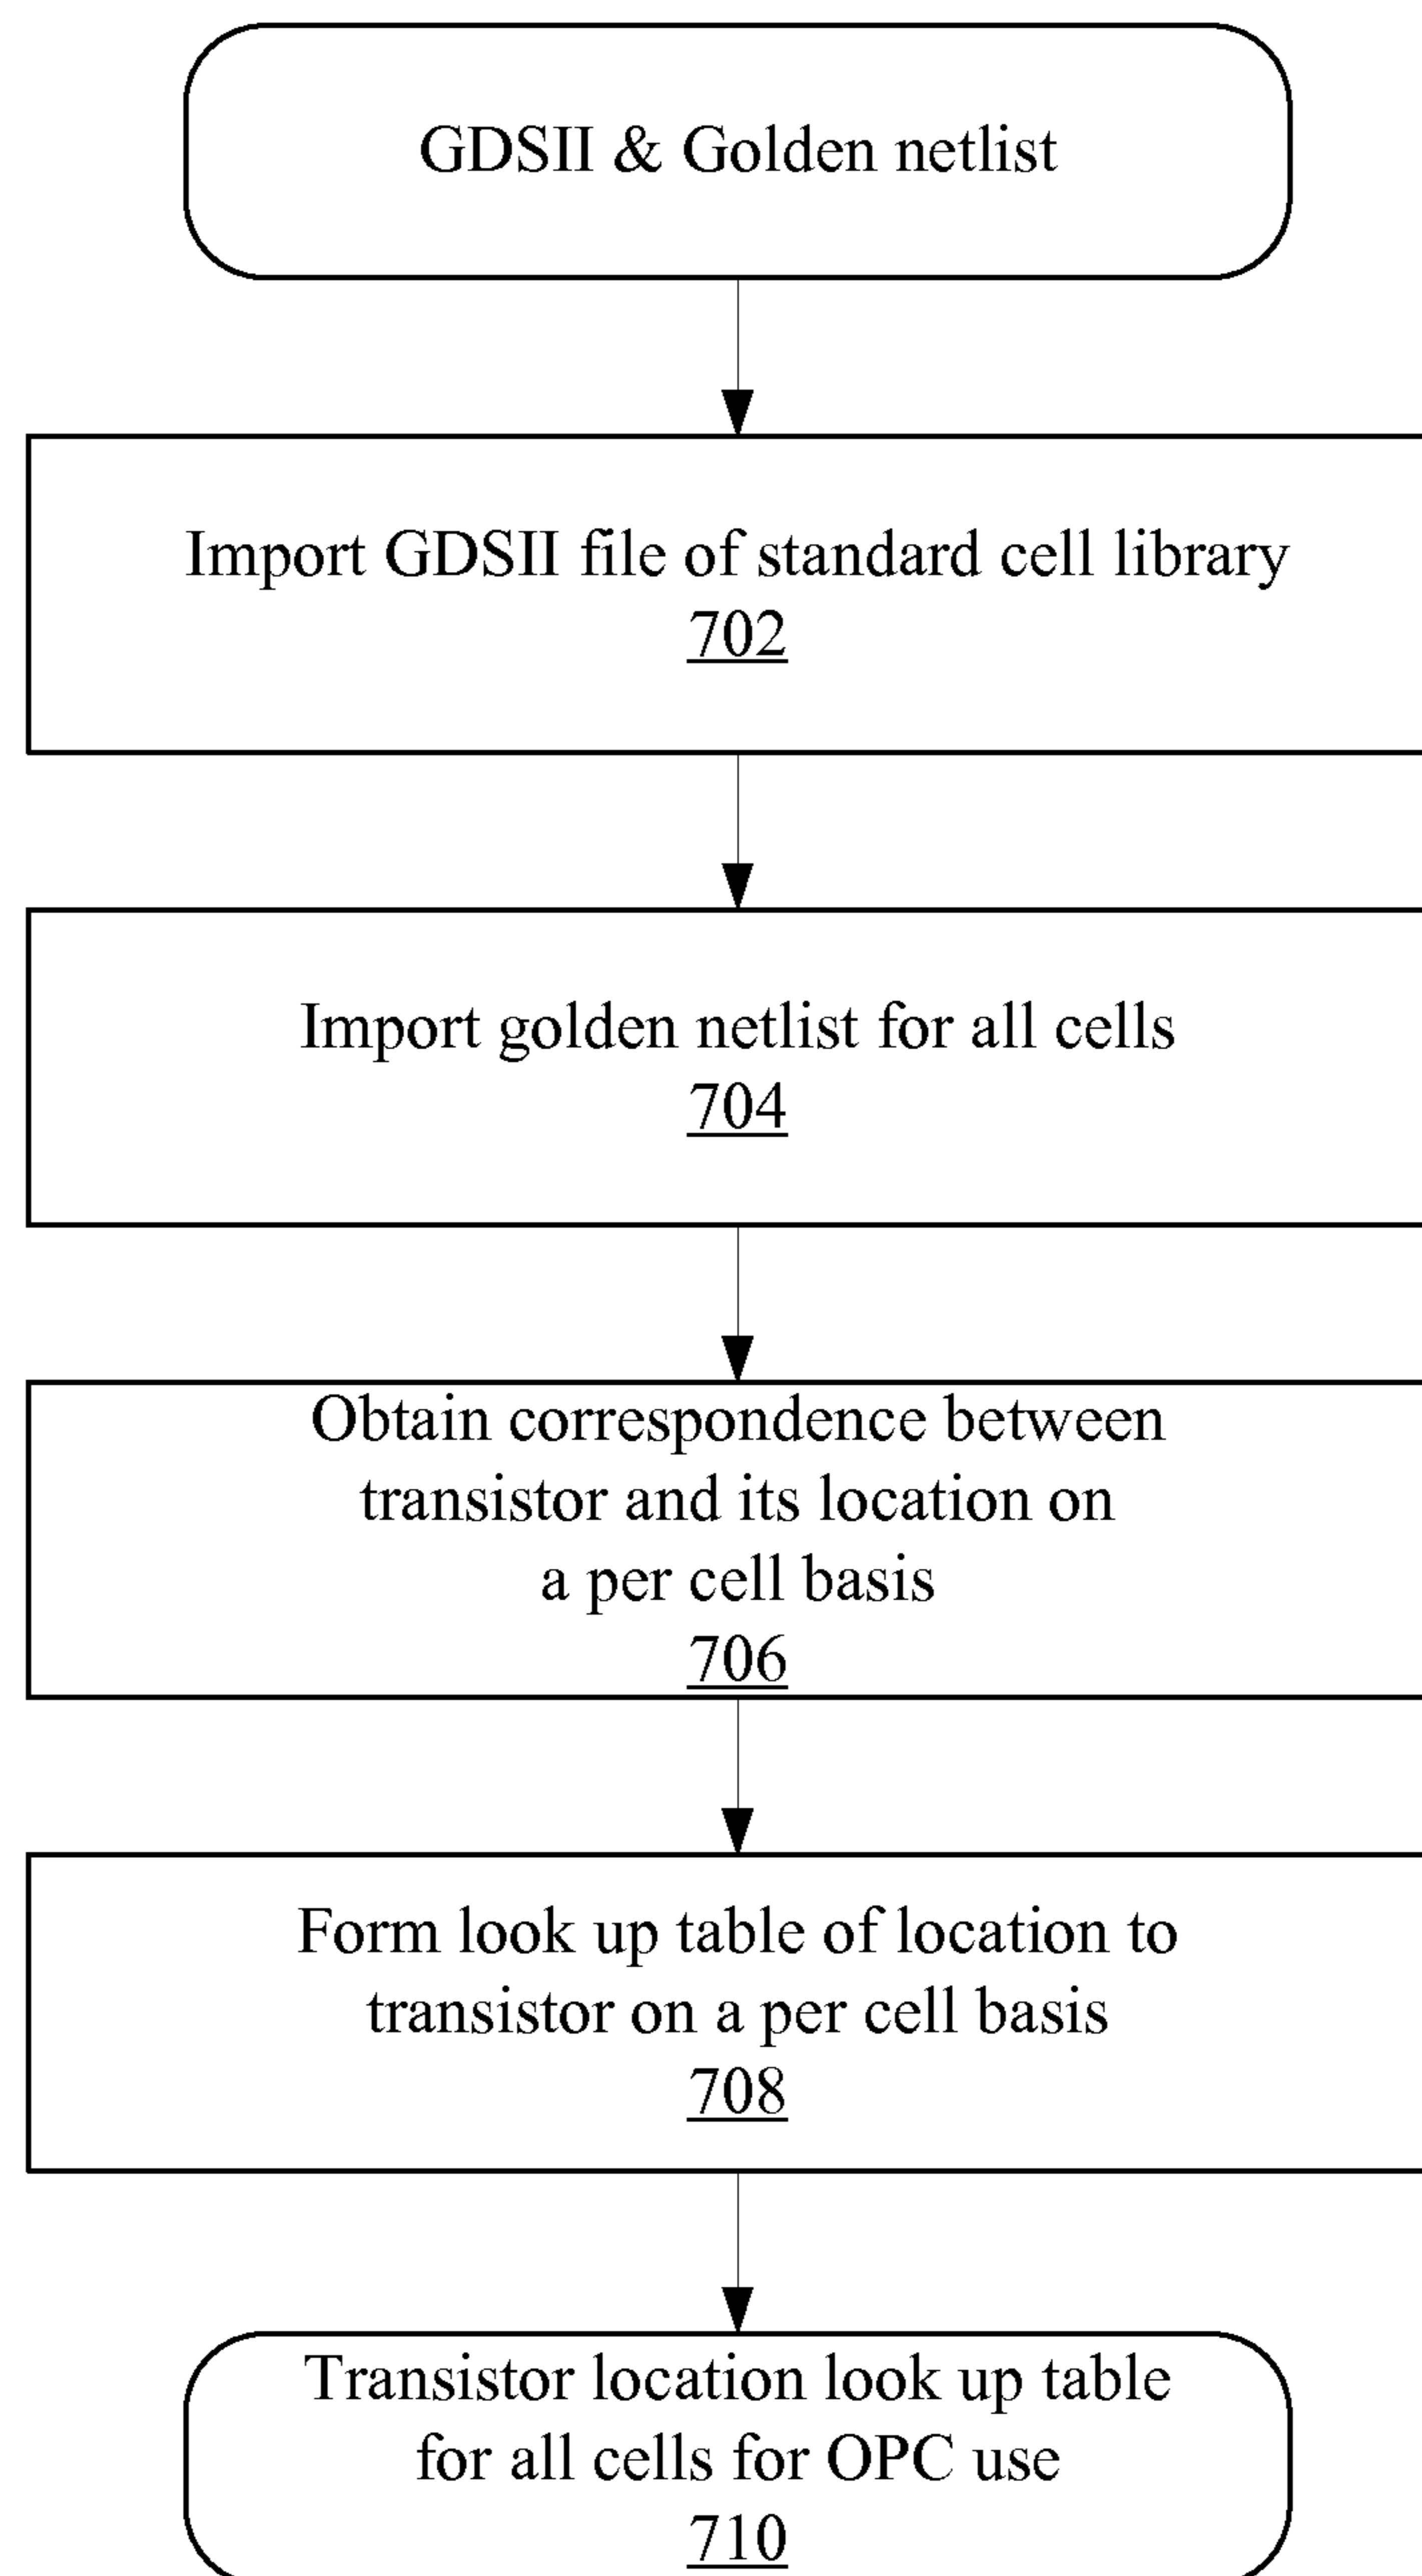 GDSII & Golden netlist
Import GDSII file of standard cell library
702
Import golden netlist for all cells
704
Obtain correspondence between
transistor and its location on
a per cell basis
706
Form look up table of location to
transistor on a per cell basis
708
Transistor location look up table
for all cells for OPC use
710